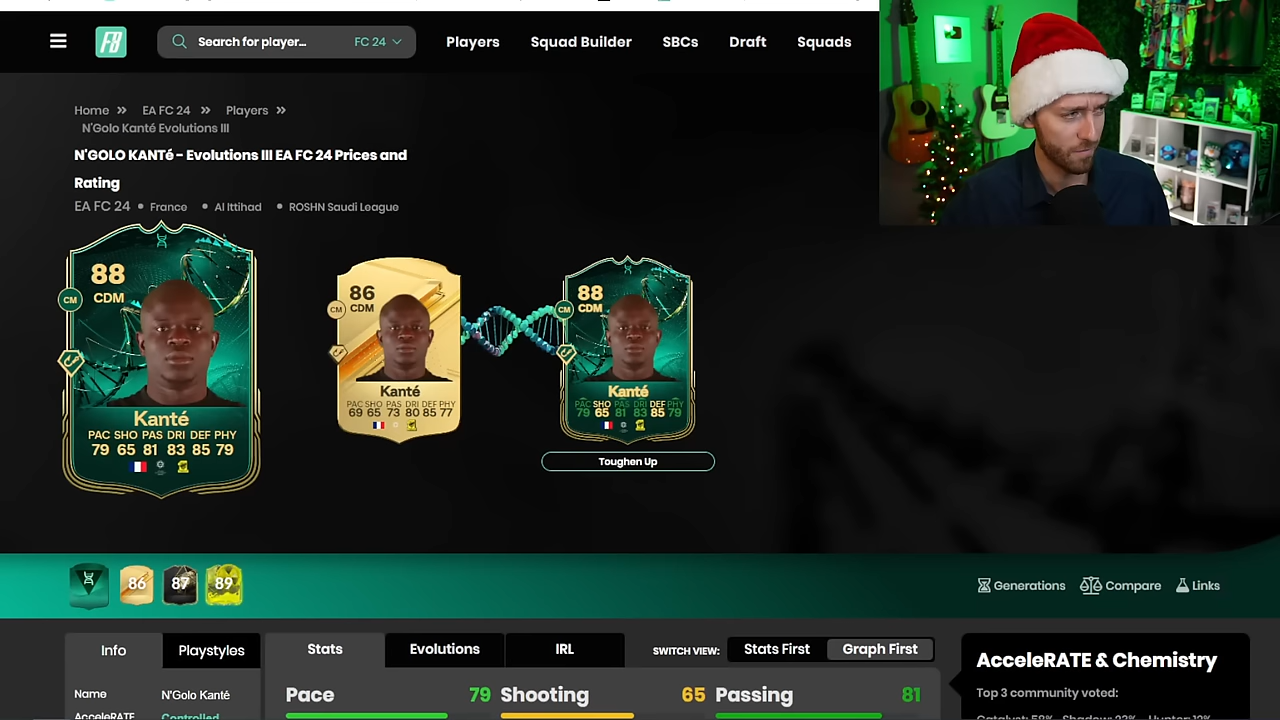 FB
Search for player...
FC 24
Players
Squad Builder
SBCs
Draft
Squads
Home » EA FC 24 » Players »
N'Golo Kanté Evolutions III
N'GOLO KANTé - Evolutions III EA FC 24 Prices and
Rating
EA FC 24 • France • Al Ittihad • ROSHN Saudi League
88
CDM
CM
Kanté
PAC SHO PAS DRI DEF PHY
79 65 81 83 85 79
86
CDM
CM
Kanté
PAC SHO PAS DRI DEF PHY
69 65 73 80 85 77
88
CDM
CM
Kanté
PAC SHO PAS DRI DEF PHY
79 65 81 83 85 79
Toughen Up
86
87
89
Generations
Compare
Links
Info
Playstyles
Stats
Evolutions
IRL
SWITCH VIEW:
Stats First
Graph First
AcceleRATE & Chemistry
Top 3 community voted:
Name
N'Golo Kanté
AcceleRATE
Controlled
Pace 79
Shooting 65
Passing 81